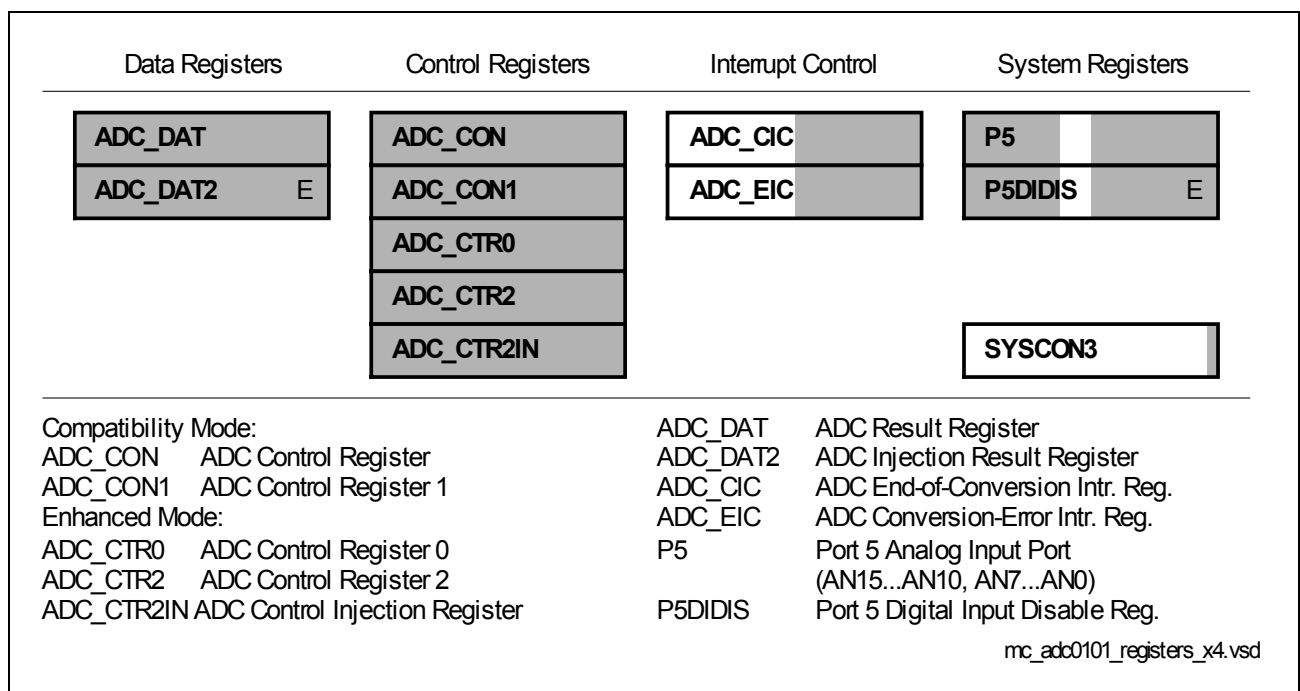 Data Registers Control Registers Interrupt Control System Registers
ADC_DAT ADC_CON ADC_CIC P5
ADC_DAT2 E ADC_CON1 ADC_EIC P5DIDIS E
ADC_CTR0
ADC_CTR2
ADC_CTR2IN SYSCON3
Compatibility Mode:
ADC_CON ADC Control Register
ADC_CON1 ADC Control Register 1
Enhanced Mode:
ADC_CTR0 ADC Control Register 0
ADC_CTR2 ADC Control Register 2
ADC_CTR2IN ADC Control Injection Register
ADC_DAT ADC Result Register
ADC_DAT2 ADC Injection Result Register
ADC_CIC ADC End-of-Conversion Intr. Reg.
ADC_EIC ADC Conversion-Error Intr. Reg.
P5 Port 5 Analog Input Port
(AN15...AN10, AN7...AN0)
P5DIDIS Port 5 Digital Input Disable Reg.
mc_adc0101_registers_x4.vsd